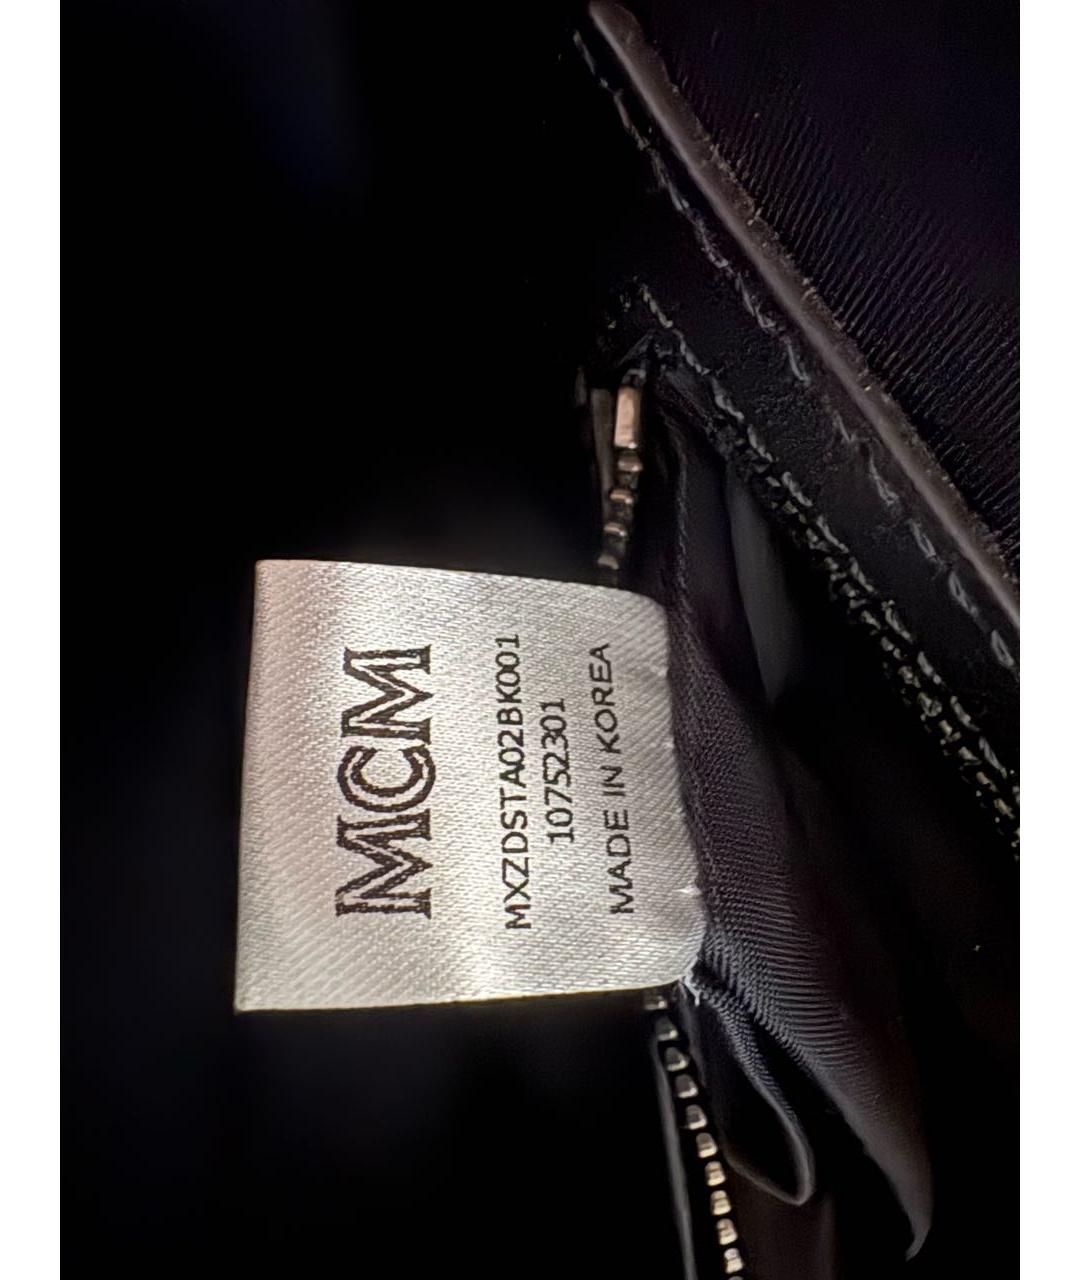 MCM
MXZDSTA02BK001
10752301
MADE IN KOREA